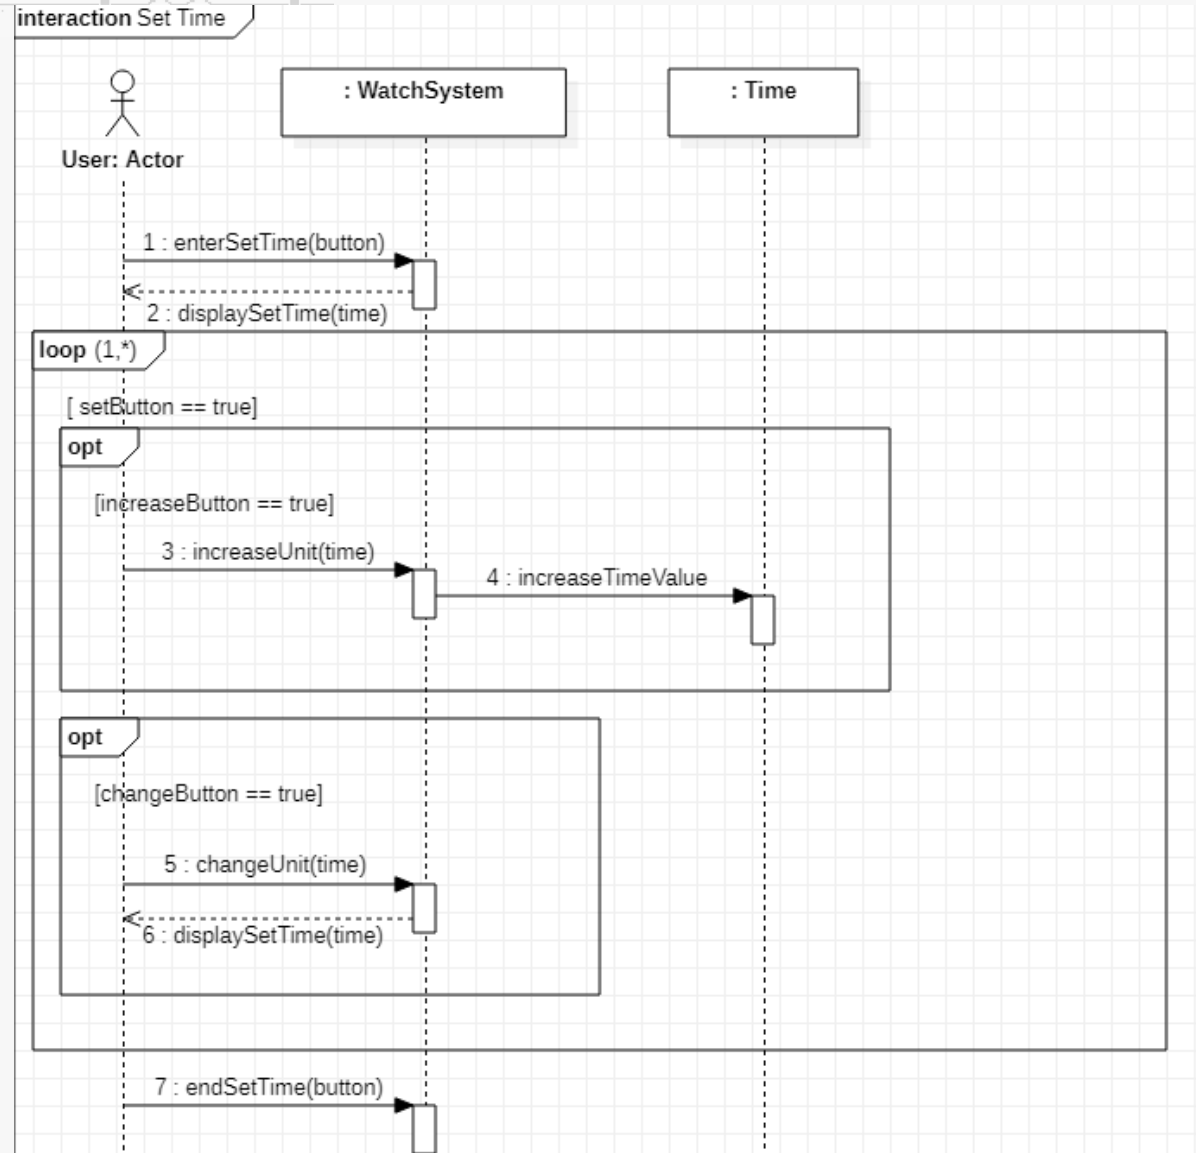 interaction Set Time
: WatchSystem
: Time
User: Actor
1 : enterSetTime(button)
2 : displaySetTime(time)
loop (1,*)
[ setButton == true]
opt
[increaseButton == true]
3 : increaseUnit(time)
4 : increaseTimeValue
opt
[changeButton == true]
5 : changeUnit(time)
6 : displaySetTime(time)
7 : endSetTime(button)